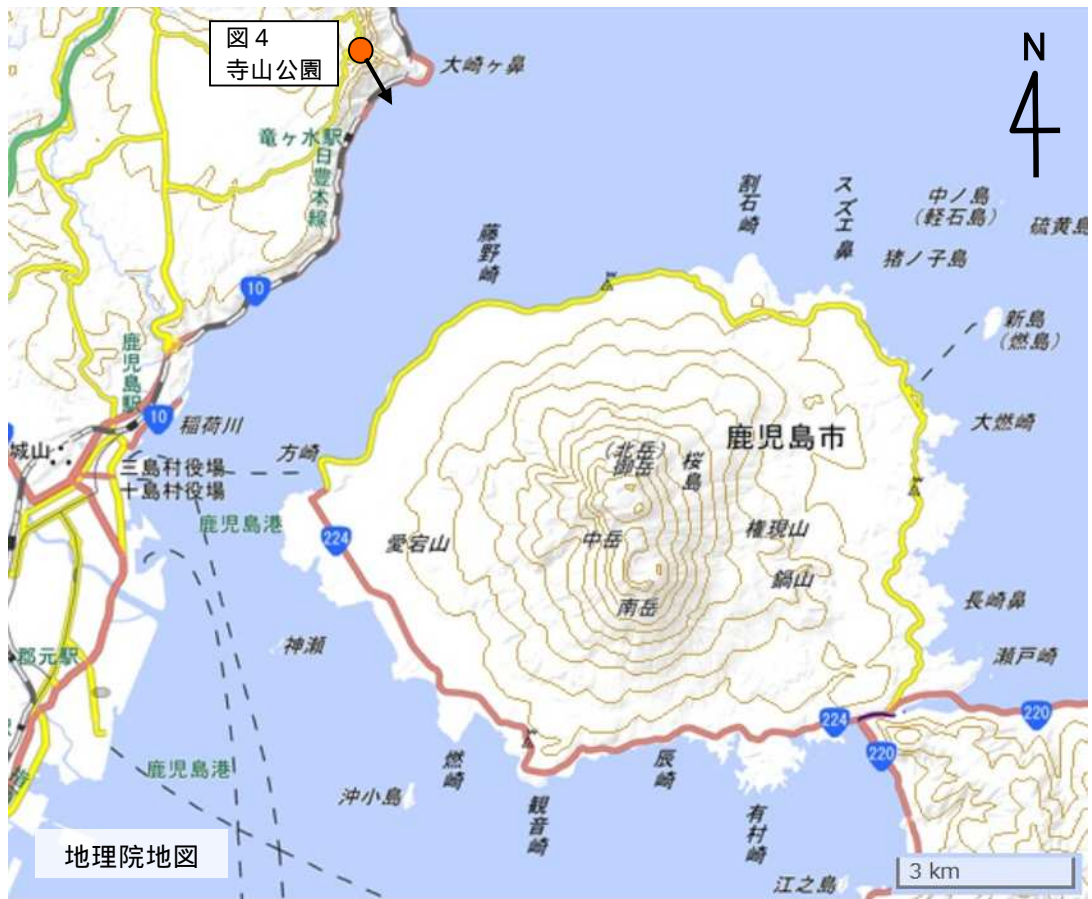 図４
寺山公園
N
大崎ヶ鼻
竜ヶ水駅
日豊本線
10
藤野崎
割石崎
スズエ鼻
中ノ島
(軽石島)
硫黄島
猪ノ子島
新島
(燃島)
鹿児島駅
10
稲荷川
城山
三島村役場
十島村役場
方崎
鹿児島港
224
愛宕山
(北岳)
御岳
桜島
鹿児島市
大燃崎
中岳
権現山
鍋山
南岳
長崎鼻
瀬戸崎
神瀬
郡元駅
224
220
220
鹿児島港
沖小島
燃崎
観音崎
辰崎
有村崎
江之島
地理院地図
3 km